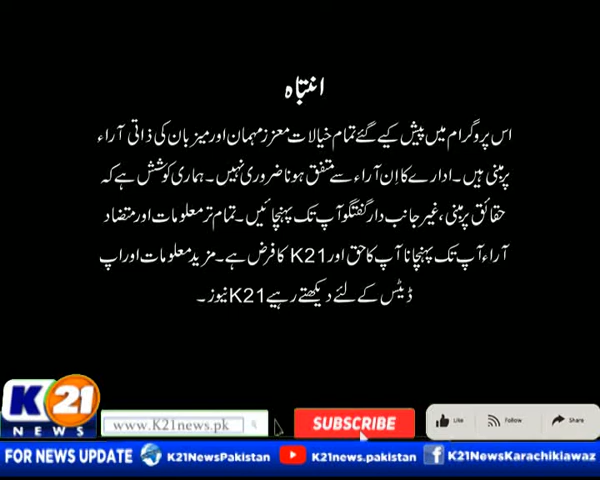 انتباہ
اس پروگرام میں پیش کیے گئے تمام خیالات معزز مہمان اور میزبان کی ذاتی آراء
پر مبنی ہیں۔ ادارے کا اِن آراء سے متفق ہونا ضروری نہیں۔ ہماری کوشش ہے کہ
حقائق پر مبنی، غیر جانب دار گفتگو آپ تک پہنچائیں۔ تمام تر معلومات اور متضاد
آراء آپ تک پہنچانا آپ کا حق اور K21 کا فرض ہے۔ مزید معلومات اور اپ
ڈیٹس کے لئے دیکھتے رہیے K21 نیوز۔
K21
NEWS
www.K21news.pk
SUBSCRIBE
Like
Follow
Share
FOR NEWS UPDATE K21NewsPakistan K21news.pakistan K21NewsKarachikiawaz